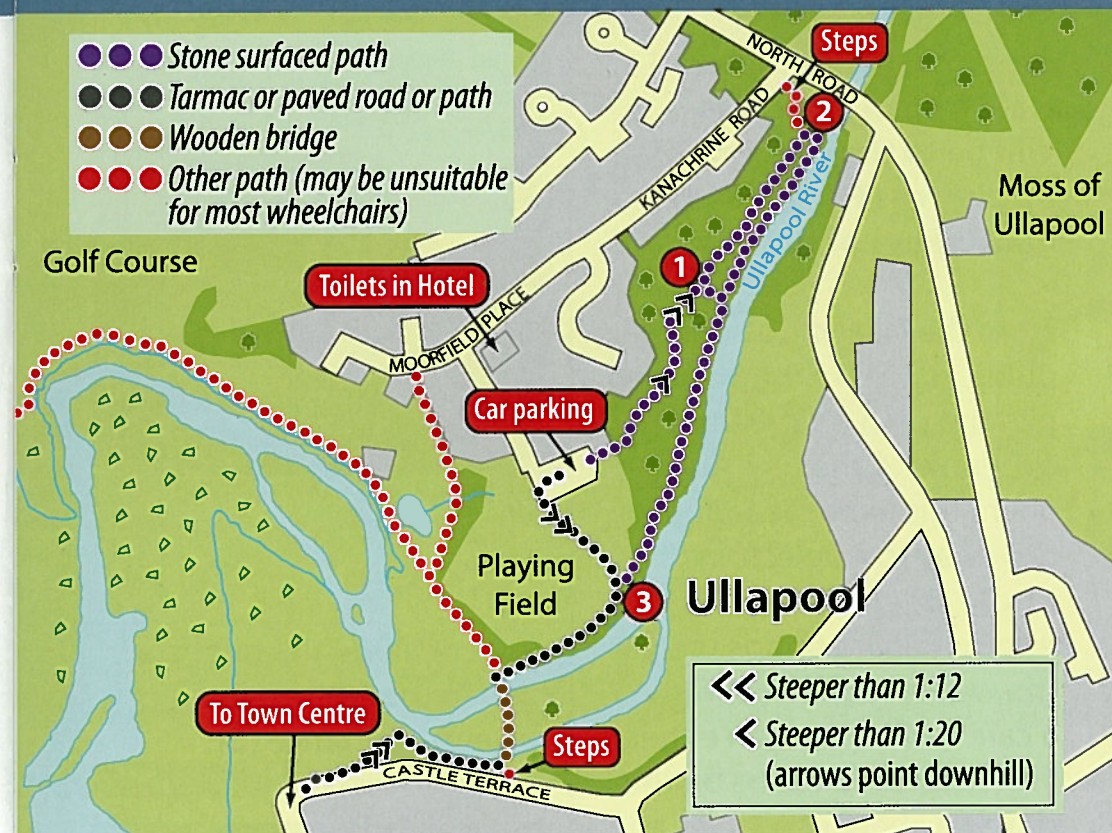 Stone surfaced path
Tarmac or paved road or path
Wooden bridge
Other path (may be unsuitable
for most wheelchairs)
Steps
NORTH ROAD
2
KANACHRINE ROAD
Moss of
Ullapool
Ullapool River
Golf Course
1
Toilets in Hotel
MOORFIELD PLACE
Car parking
Playing
Field
3
Ullapool
<< Steeper than 1:12
< Steeper than 1:20
(arrows point downhill)
To Town Centre
Steps
CASTLE TERRACE